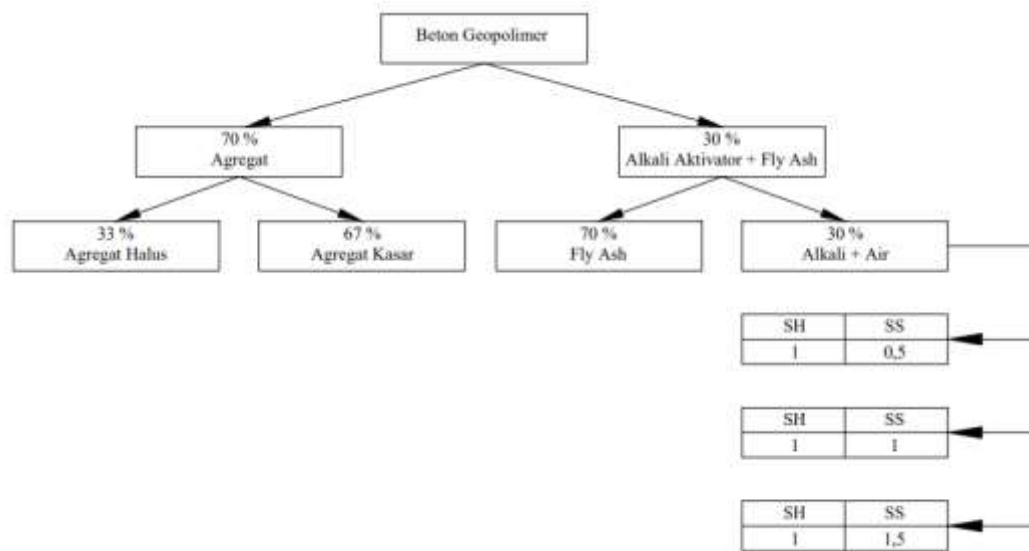 Beton Geopolimer
70 %
Agregat
30 %
Alkali Aktivator + Fly Ash
33 %
Agregat Halus
67 %
Agregat Kasar
70 %
Fly Ash
30 %
Alkali + Air
SH SS
1 0,5
SH SS
1 1
SH SS
1 1,5